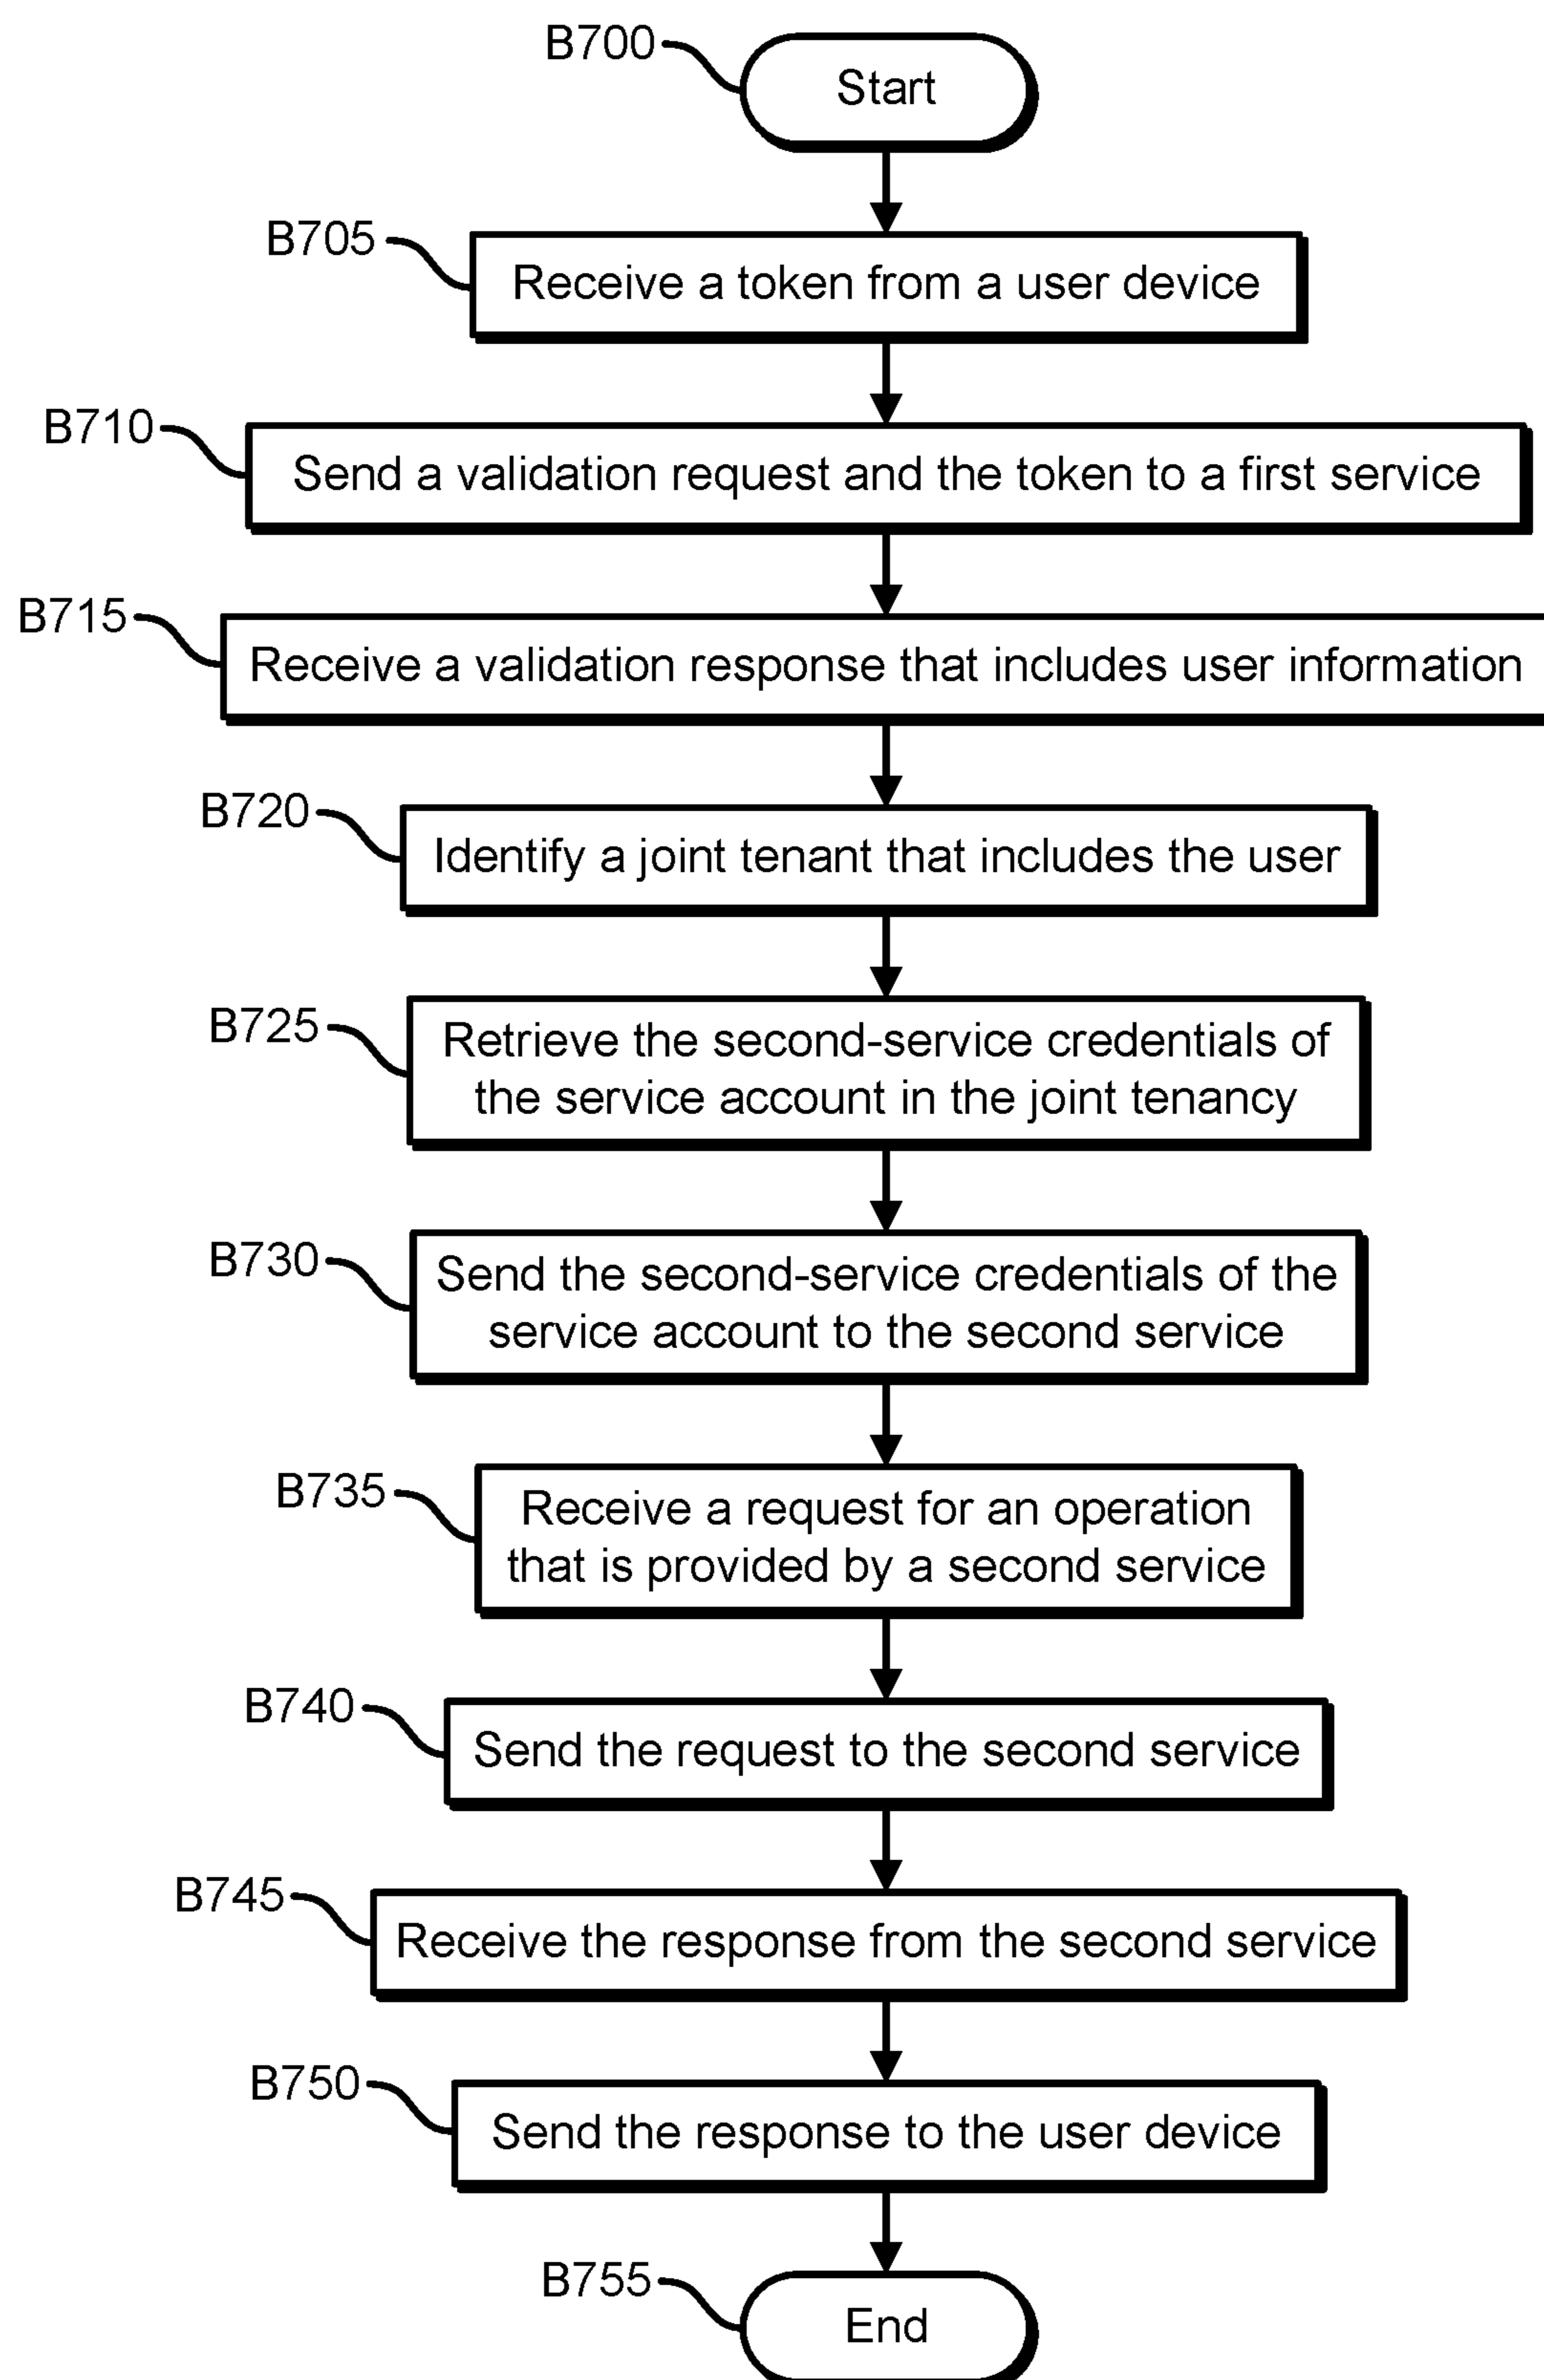 B700
Start
B705
Receive a token from a user device
B710
Send a validation request and the token to a first service
B715
Receive a validation response that includes user information
B720
Identify a joint tenant that includes the user
B725
Retrieve the second-service credentials of
the service account in the joint tenancy
B730
Send the second-service credentials of the
service account to the second service
B735
Receive a request for an operation
that is provided by a second service
B740
Send the request to the second service
B745
Receive the response from the second service
B750
Send the response to the user device
B755
End